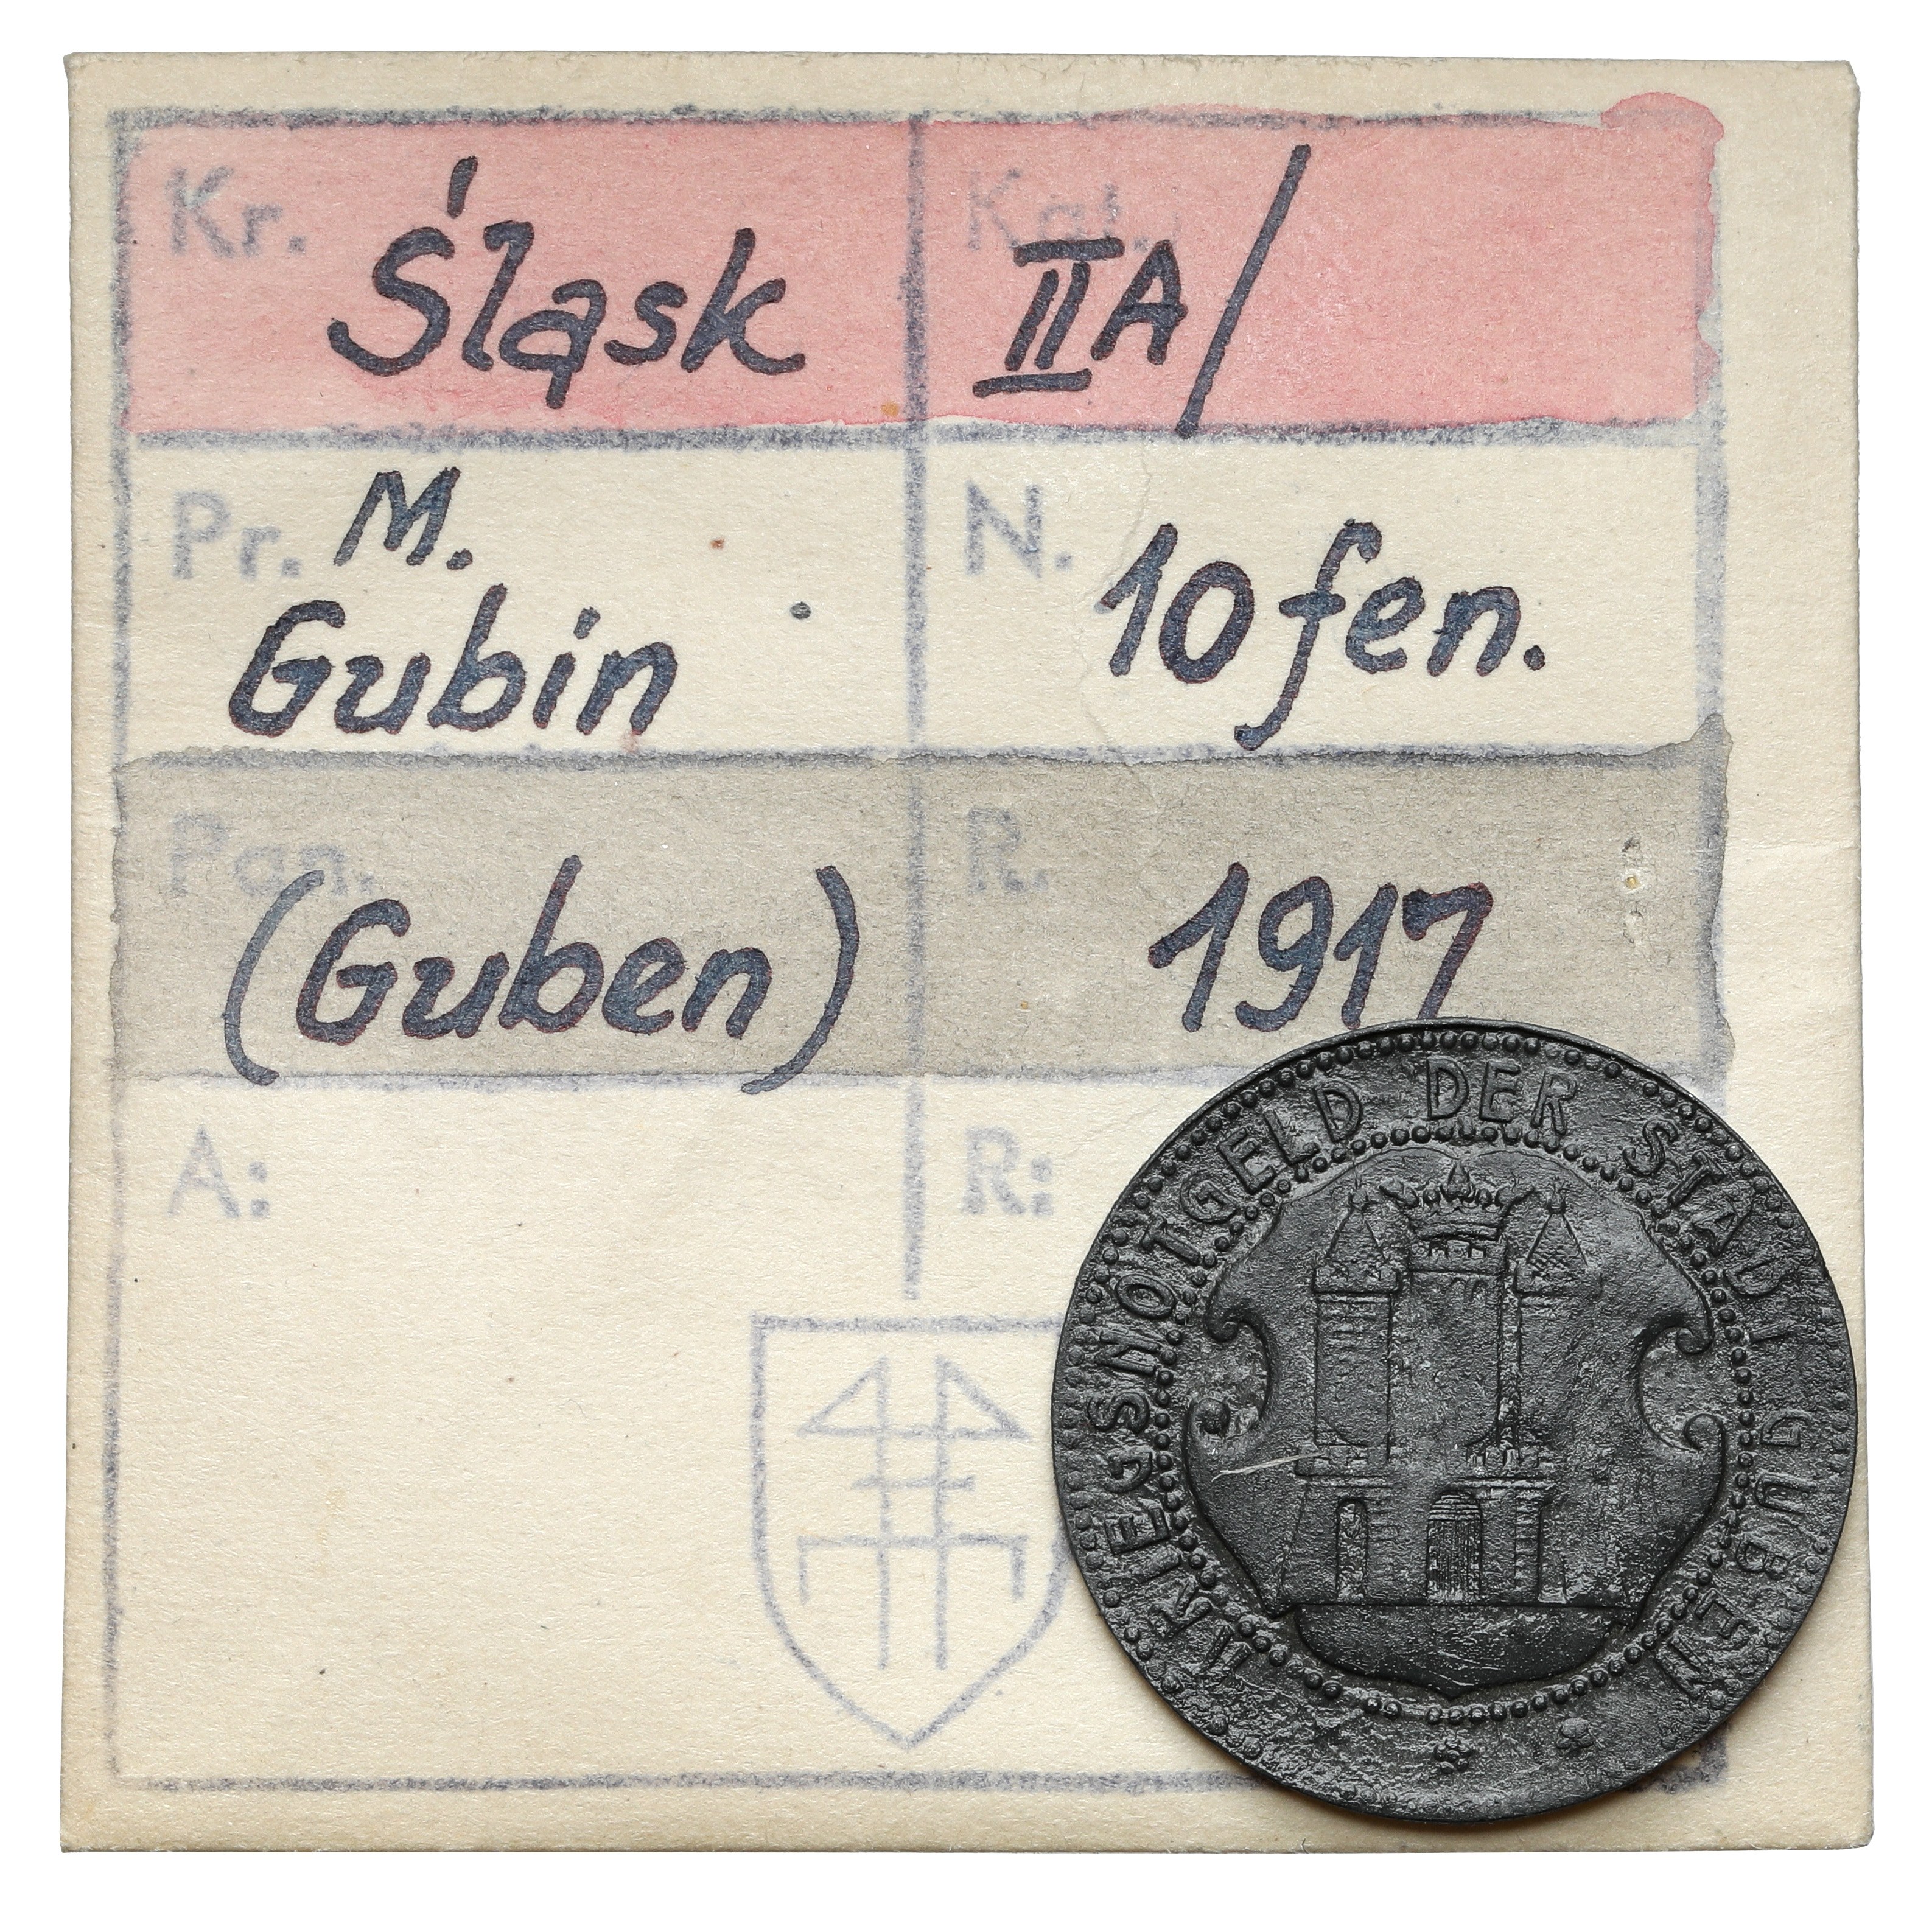 Kr. Śląsk
Kat. IIA/
Pr. M.
Gubin
N. 10 fen.
Pan.
(Guben)
R. 1917
A:
R:
KRIEGSNOTGELD DER STADT GUBEN